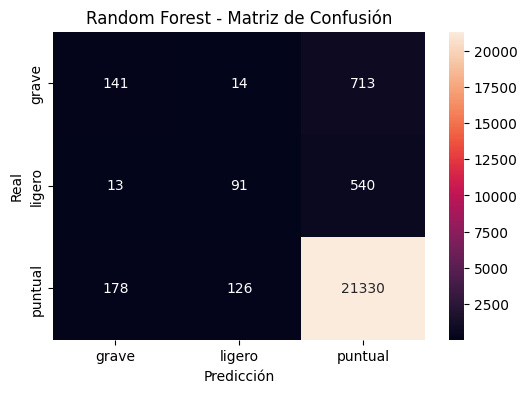 Random Forest - Matriz de Confusión
grave
141 14 713
ligero
13 91 540
puntual
178 126 21330
Real
grave ligero puntual
Predicción
20000
17500
15000
12500
10000
7500
5000
2500